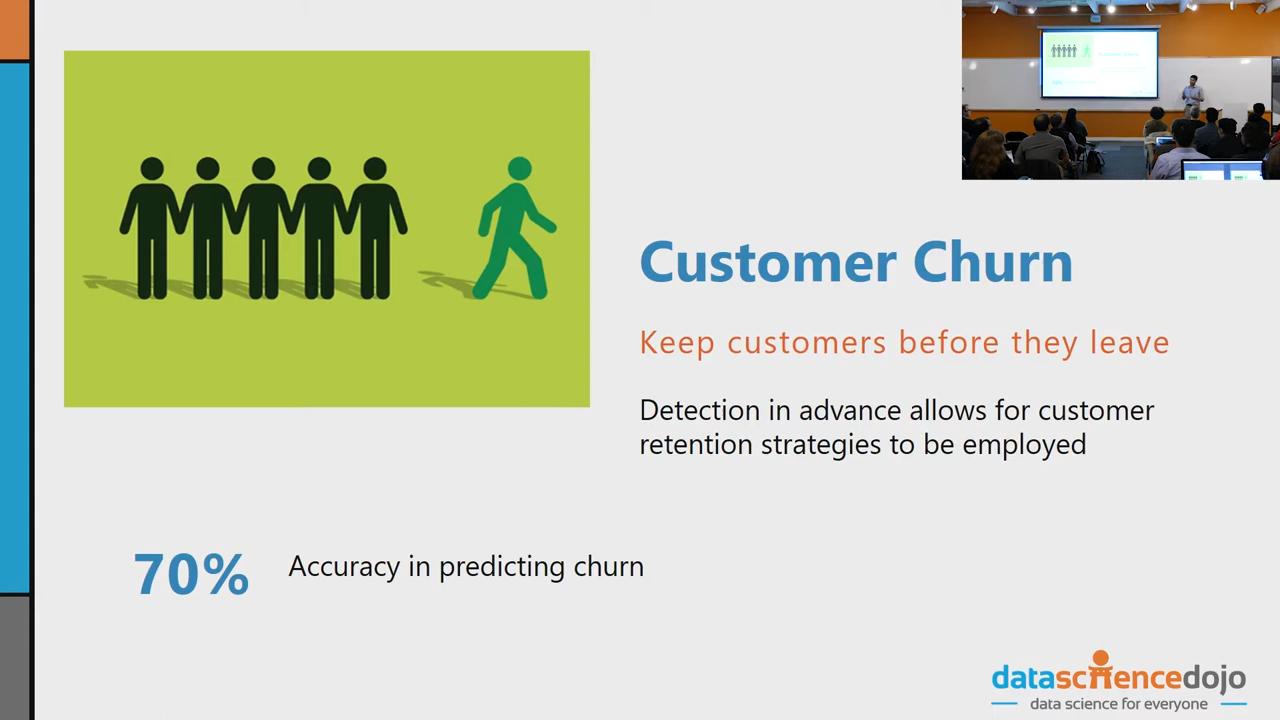 Customer Churn
Keep customers before they leave
Detection in advance allows for customer
retention strategies to be employed
70%
Accuracy in predicting churn
datasciencedojo
data science for everyone